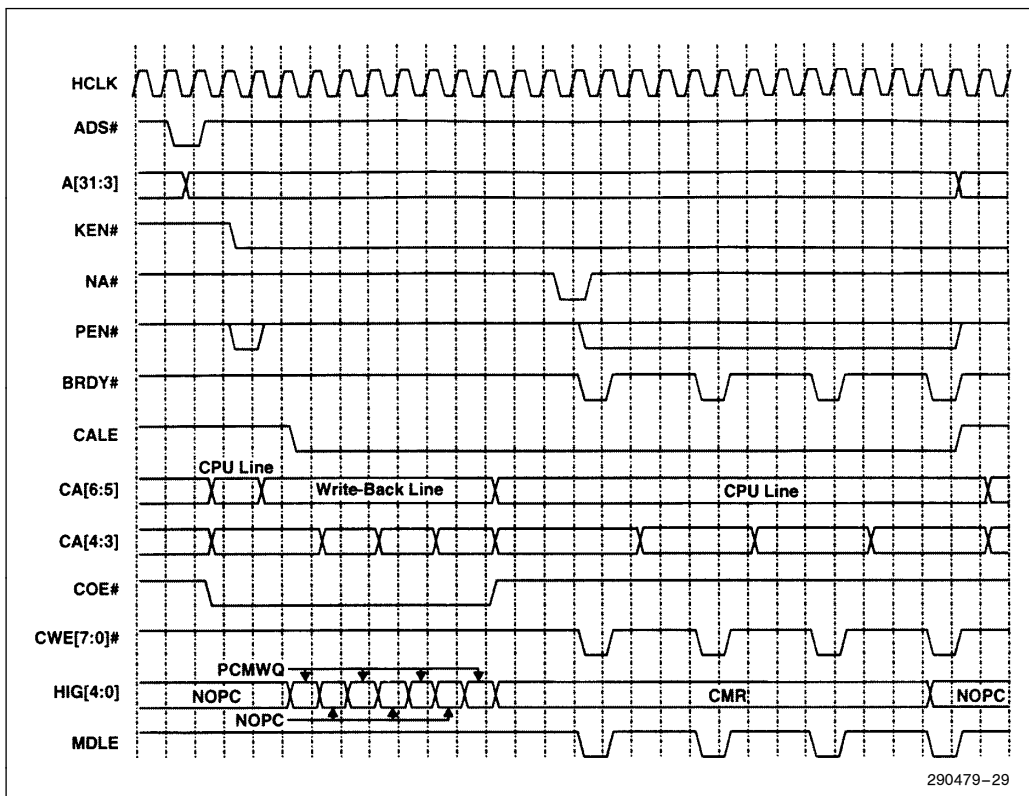 HCLK
ADS#
A[31:3]
KEN#
NA#
PEN#
BRDY#
CALE
CPU Line
CA[6:5]
Write-Back Line
CPU Line
CA[4:3]
COE#
CWE[7:0]#
PCMWQ
HIG[4:0]
NOPC
CMR
NOPC
NOPC
MDLE
290479–29